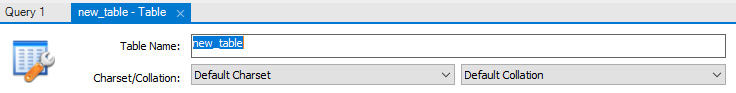 Query 1 new_table - Table
Table Name: new_table
Charset/Collation: Default Charset Default Collation